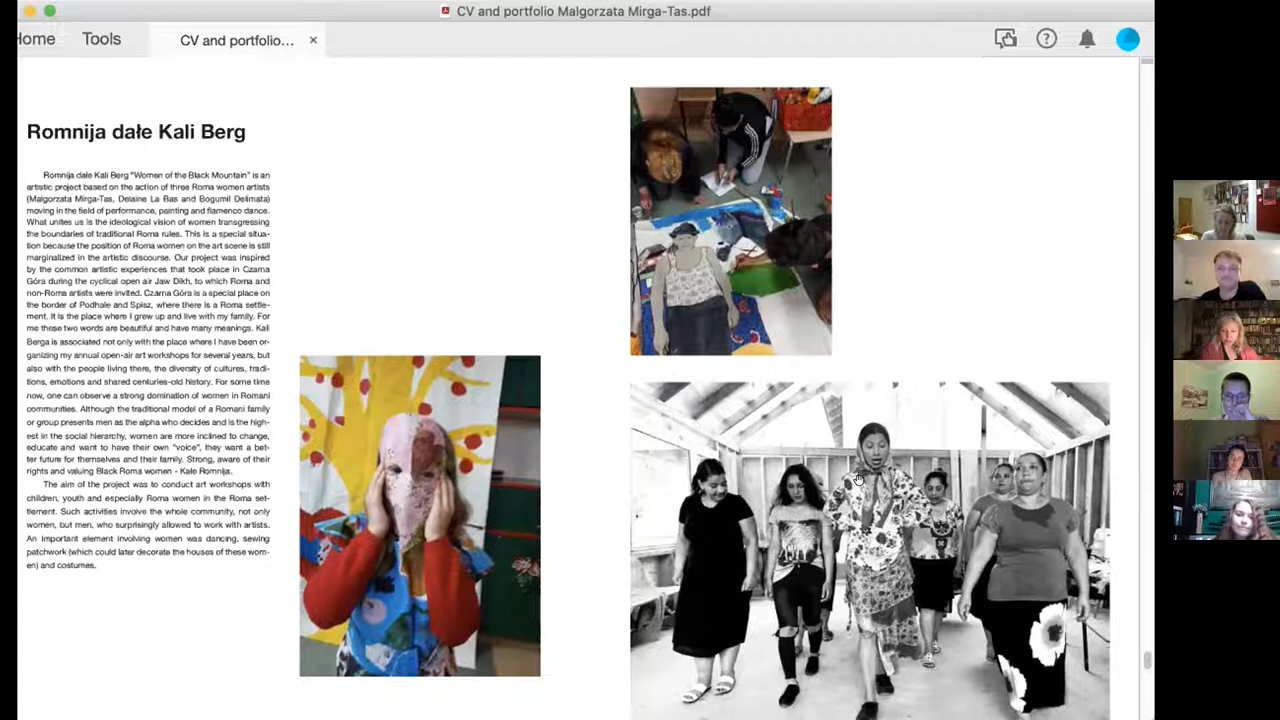 CV and portfolio Malgorzata Mirga-Tas.pdf
Home
Tools
CV and portfolio... ×
?
Romnija dałe Kali Berg
Romnija dałe Kali Berg "Women of the Black Mountain" is an
artistic project based on the action of three Roma women artists
(Malgorzata Mirga-Tas, Delaine La Bas and Bogumil Delimata)
moving in the field of performance, painting and flamenco dance.
What unites us is the ideological vision of women transgressing
the boundaries of traditional Roma rules. This is a special situa-
tion because the position of Roma women on the art scene is still
marginalized in the artistic discourse. Our project was inspired
by the common artistic experiences that took place in Czarna
Góra during the cyclical open air Jaw Dikh, to which Roma and
non-Roma artists were invited. Czarna Góra is a special place on
the border of Podhale and Spisz, where there is a Roma settle-
ment. It is the place where I grew up and live with my family. For
me these two words are beautiful and have many meanings. Kali
Berga is associated not only with the place where I have been or-
ganizing my annual open-air art workshops for several years, but
also with the people living there, the diversity of cultures, tradi-
tions, emotions and shared centuries-old history. For some time
now, one can observe a strong domination of women in Romani
communities. Although the traditional model of a Romani family
or group presents men as the alpha who decides and is the high-
est in the social hierarchy, women are more inclined to change,
educate and want to have their own "voice", they want a bet-
ter future for themselves and their family. Strong, aware of their
rights and valuing Black Roma women - Kałe Romnija.
The aim of the project was to conduct art workshops with
children, youth and especially Roma women in the Roma set-
tlement. Such activities involve the whole community, not only
women, but men, who surprisingly allowed to work with artists.
An important element involving women was dancing, sewing
patchwork (which could later decorate the houses of these wom-
en) and costumes.